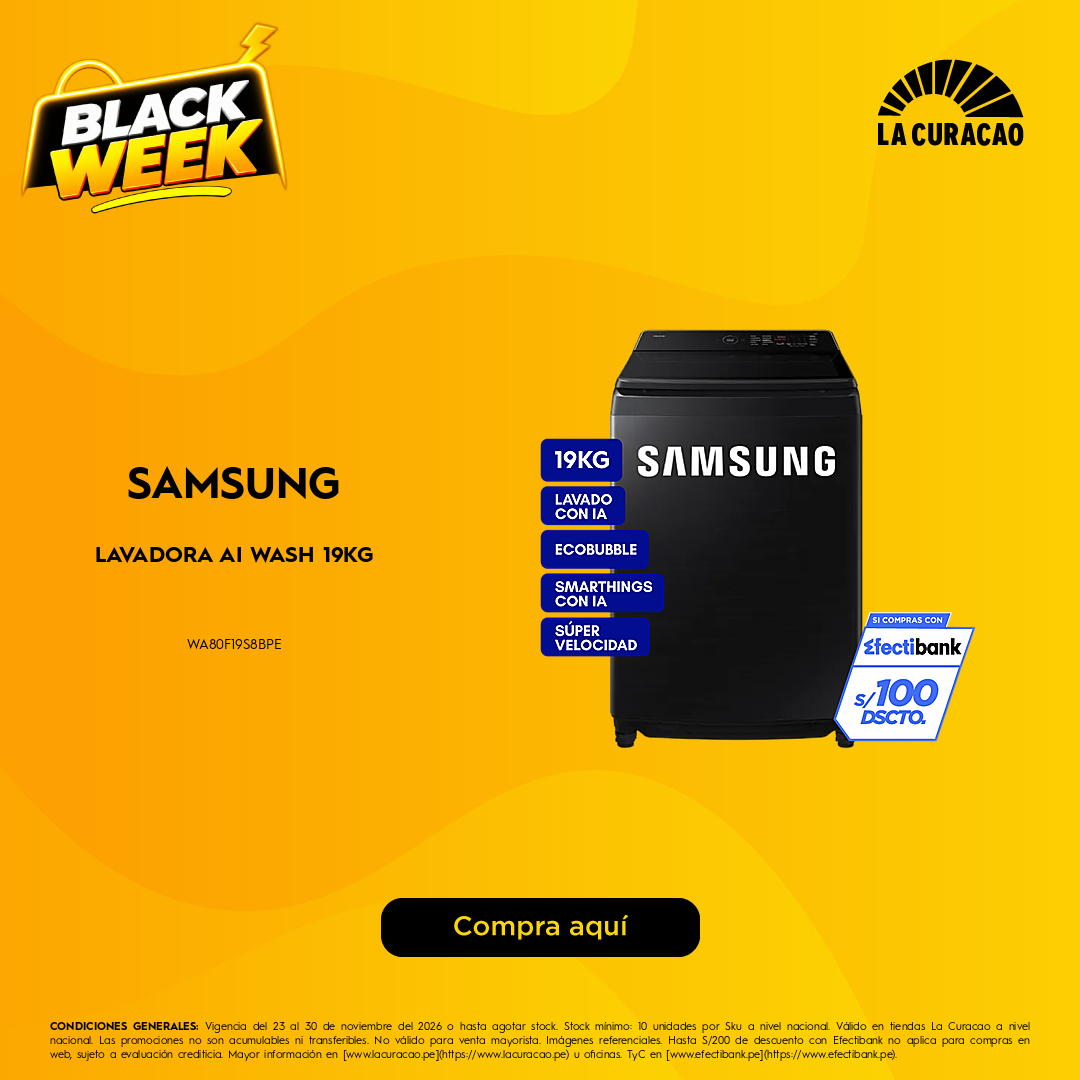 BLACK
WEEK
LA CURACAO
SAMSUNG
LAVADORA AI WASH 19KG
WA80F19S8BPE
SAMSUNG
19KG
LAVADO
CON IA
ECOBUBBLE
SMARTHINGS
CON IA
SÚPER
VELOCIDAD
SI COMPRAS CON
Efectibank
S/100
DSCTO.
Compra aquí
CONDICIONES GENERALES: Vigencia del 23 al 30 de noviembre del 2026 o hasta agotar stock. Stock mínimo: 10 unidades por Sku a nivel nacional. Válido en tiendas La Curacao a nivel
nacional. Las promociones no son acumulables ni transferibles. No válido para venta mayorista. Imágenes referenciales. Hasta S/200 de descuento con Efectibank no aplica para compras en
web, sujeto a evaluación crediticia. Mayor información en [www.lacuracao.pe](https://www.lacuracao.pe) u oficinas. TyC en [www.efectibank.pe](https://www.efectibank.pe).